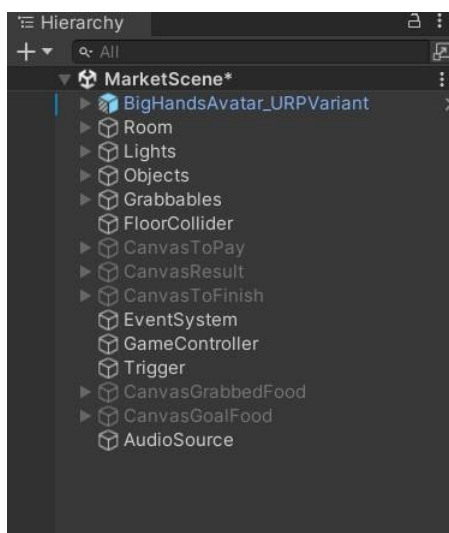 Hierarchy
All
MarketScene*
BigHandsAvatar_URPVariant
Room
Lights
Objects
Grabbables
FloorCollider
CanvasToPay
CanvasResult
CanvasToFinish
EventSystem
GameController
Trigger
CanvasGrabbedFood
CanvasGoalFood
AudioSource